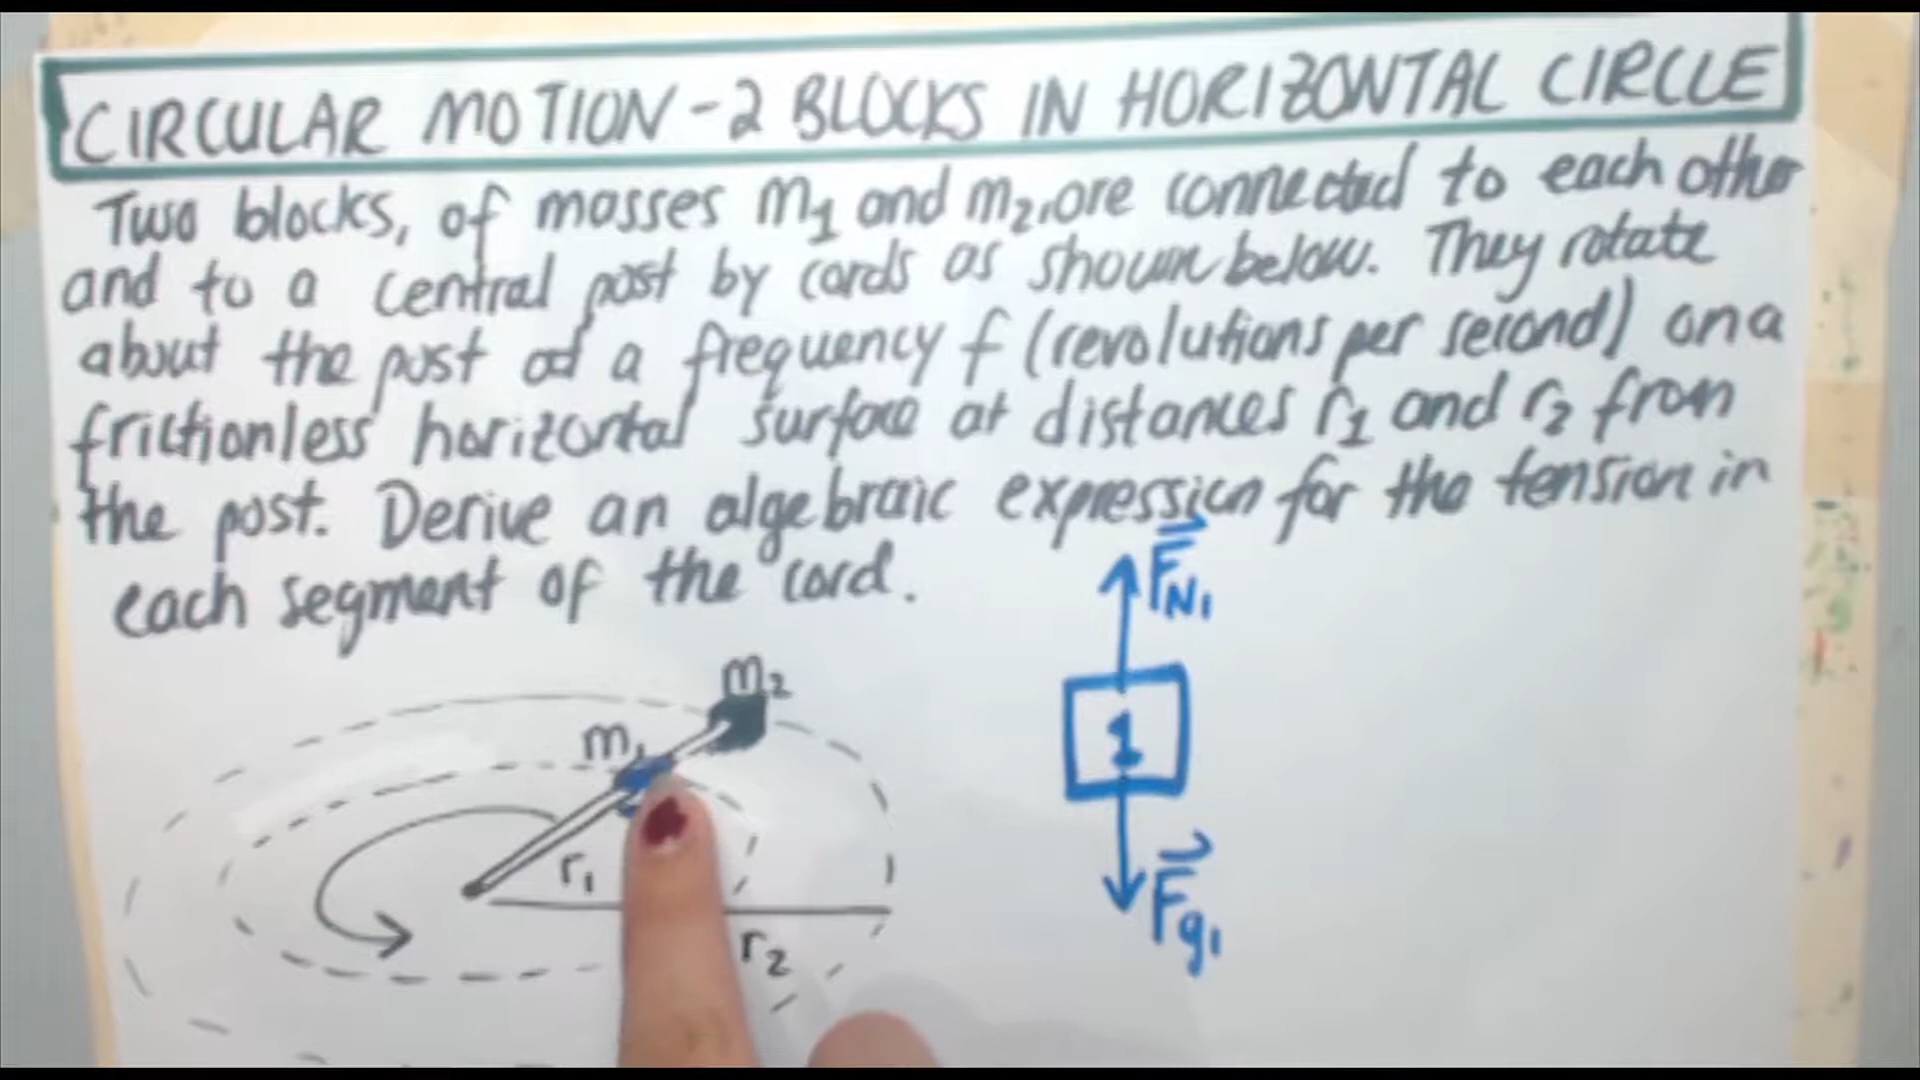 CIRCULAR MOTION - 2 BLOCKS IN HORIZONTAL CIRCLE
Two blocks, of masses m1 and m2, are connected to each other
and to a central post by cords as shown below. They rotate
about the post at a frequency f (revolutions per second) on a
frictionless horizontal surface at distances r1 and r2 from
the post. Derive an algebraic expression for the tension in
each segment of the cord.
FN1
m2
m1
1
r1
r2
Fg1